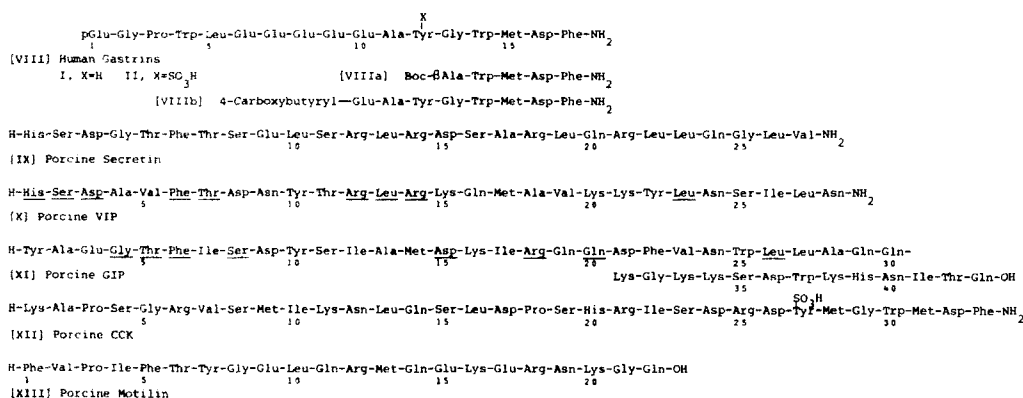 X
pGlu-Gly-Pro-Trp-Leu-Glu-Glu-Glu-Glu-Glu-Ala-Tyr-Gly-Trp-Met-Asp-Phe-NH2
1 5 10 15
[VIII] Human Gastrins
I, X=H II, X=SO3H [VIIIa] Boc-βAla-Trp-Met-Asp-Phe-NH2
[VIIIb] 4-Carboxybutyryl—Glu-Ala-Tyr-Gly-Trp-Met-Asp-Phe-NH2
H-His-Ser-Asp-Gly-Thr-Phe-Thr-Ser-Glu-Leu-Ser-Arg-Leu-Arg-Asp-Ser-Ala-Arg-Leu-Gln-Arg-Leu-Leu-Gln-Gly-Leu-Val-NH2
10 15 20 25
[IX] Porcine Secretin
H-His-Ser-Asp-Ala-Val-Phe-Thr-Asp-Asn-Tyr-Thr-Arg-Leu-Arg-Lys-Gln-Met-Ala-Val-Lys-Lys-Tyr-Leu-Asn-Ser-Ile-Leu-Asn-NH2
5 10 15 20 25
[X] Porcine VIP
H-Tyr-Ala-Glu-Gly-Thr-Phe-Ile-Ser-Asp-Tyr-Ser-Ile-Ala-Met-Asp-Lys-Ile-Arg-Gln-Gln-Asp-Phe-Val-Asn-Trp-Leu-Leu-Ala-Gln-Gln-
5 10 15 20 25 30
[XI] Porcine GIP
Lys-Gly-Lys-Lys-Ser-Asp-Trp-Lys-His-Asn-Ile-Thr-Gln-OH
35 40
SO3H
H-Lys-Ala-Pro-Ser-Gly-Arg-Val-Ser-Met-Ile-Lys-Asn-Leu-Gln-Ser-Leu-Asp-Pro-Ser-His-Arg-Ile-Ser-Asp-Arg-Asp-Tyr-Met-Gly-Trp-Met-Asp-Phe-NH2
5 10 15 20 25 30
[XII] Porcine CCK
H-Phe-Val-Pro-Ile-Phe-Thr-Tyr-Gly-Glu-Leu-Gln-Arg-Met-Gln-Glu-Lys-Glu-Arg-Asn-Lys-Gly-Gln-OH
1 5 10 15 20
[XIII] Porcine Motilin